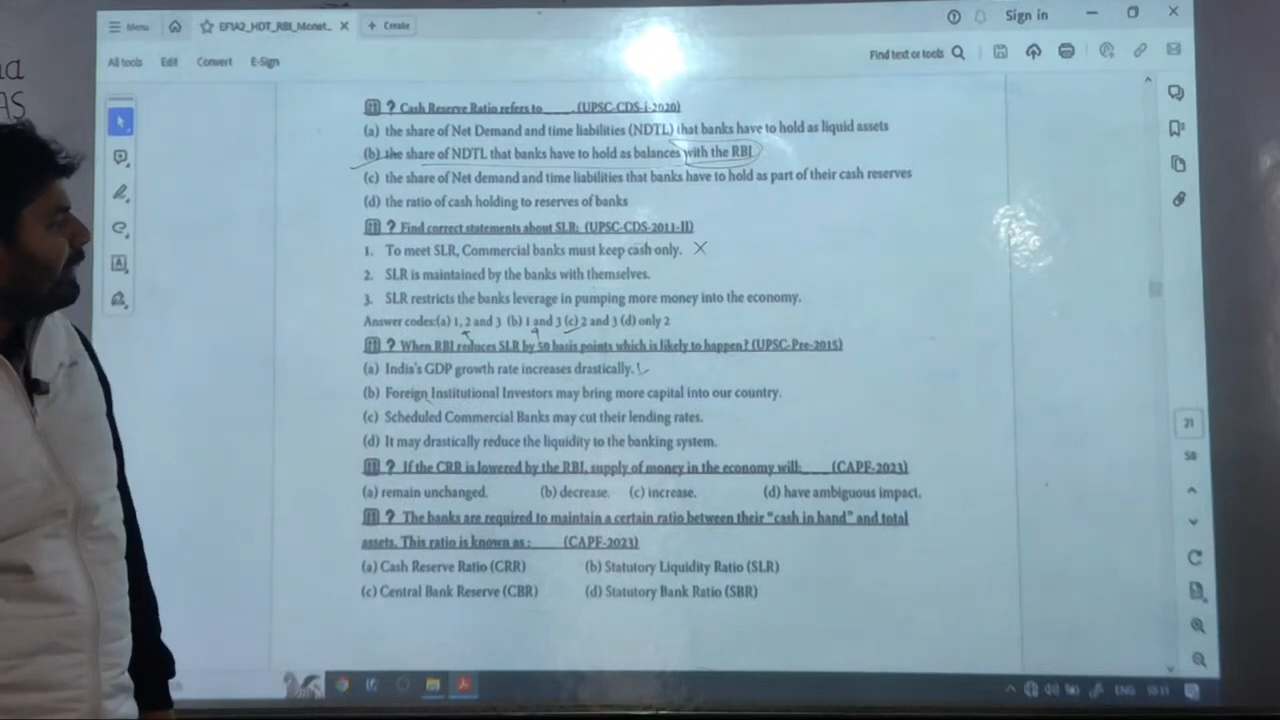 Menu
EF1A2_HDT_RBI_Monet...
+ Create
Sign in
All tools Edit Convert E-Sign
Find text or tools
? Cash Reserve Ratio refers to ____ (UPSC-CDS-i-2020)
(a) the share of Net Demand and time liabilities (NDTL) that banks have to hold as liquid assets
(b) the share of NDTL that banks have to hold as balances with the RBI
(c) the share of Net demand and time liabilities that banks have to hold as part of their cash reserves
(d) the ratio of cash holding to reserves of banks
? Find correct statements about SLR: (UPSC-CDS-2011-II)
1. To meet SLR, Commercial banks must keep cash only. X
2. SLR is maintained by the banks with themselves.
3. SLR restricts the banks leverage in pumping more money into the economy.
Answer codes:(a) 1, 2 and 3 (b) 1 and 3 (c) 2 and 3 (d) only 2
? When RBI reduces SLR by 50 basis points which is likely to happen? (UPSC-Pre-2015)
(a) India's GDP growth rate increases drastically.
(b) Foreign Institutional Investors may bring more capital into our country.
(c) Scheduled Commercial Banks may cut their lending rates.
(d) It may drastically reduce the liquidity to the banking system.
? If the CRR is lowered by the RBI, supply of money in the economy will: ____ (CAPF-2023)
(a) remain unchanged. (b) decrease. (c) increase. (d) have ambiguous impact.
? The banks are required to maintain a certain ratio between their "cash in hand" and total
assets. This ratio is known as : ____ (CAPF-2023)
(a) Cash Reserve Ratio (CRR) (b) Statutory Liquidity Ratio (SLR)
(c) Central Bank Reserve (CBR) (d) Statutory Bank Ratio (SBR)
58
ENG